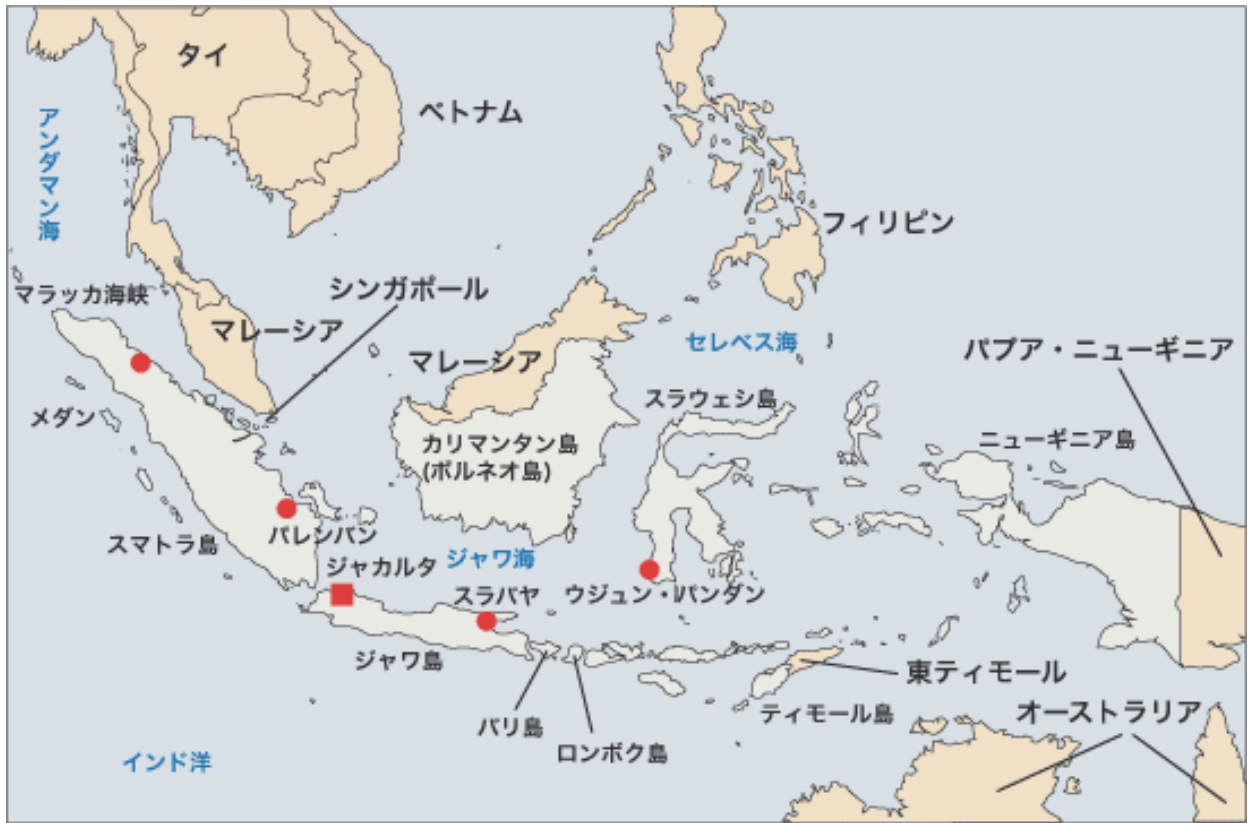 タイ
ベトナム
アンダマン海
フィリピン
マラッカ海峡
シンガポール
マレーシア
マレーシア
セレベス海
パプア・ニューギニア
メダン
スラウェシ島
カリマンタン島
(ボルネオ島)
ニューギニア島
パレンバン
スマトラ島
ジャワ海
ジャカルタ
スラバヤ
ウジュン・パンダン
ジャワ島
東ティモール
ティモール島
オーストラリア
バリ島
ロンボク島
インド洋